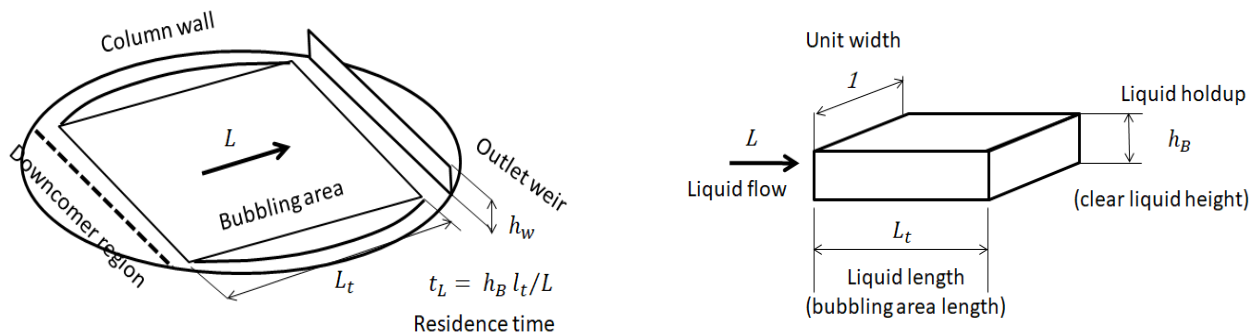 Column wall
L
Downcomer region
Bubbling area
Outlet weir
h_w
L_t
t_L = h_B l_t/L
Residence time
Unit width
1
Liquid holdup
L
h_B
Liquid flow
(clear liquid height)
L_t
Liquid length
(bubbling area length)